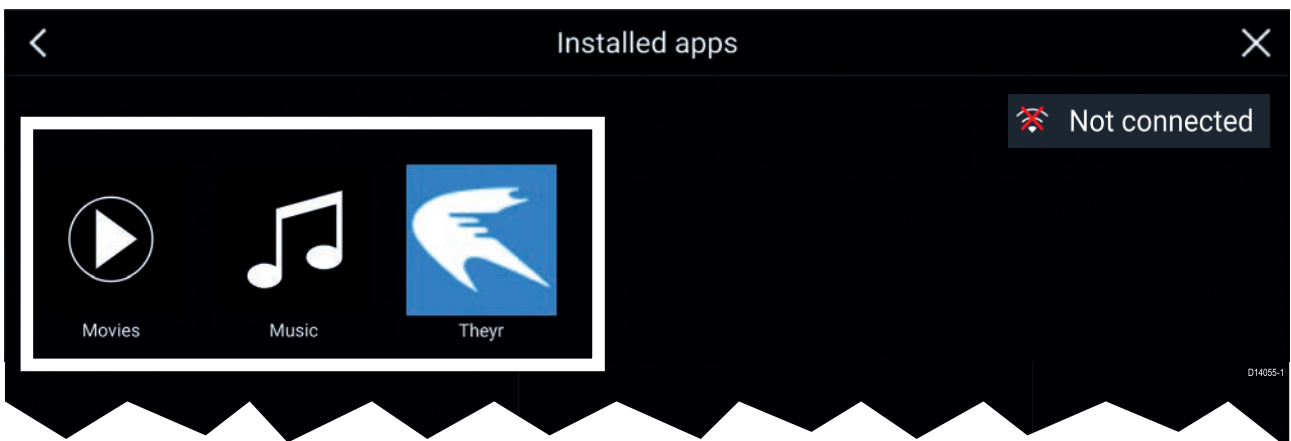 Installed apps
Not connected
Movies
Music
Theyr
D14055-1